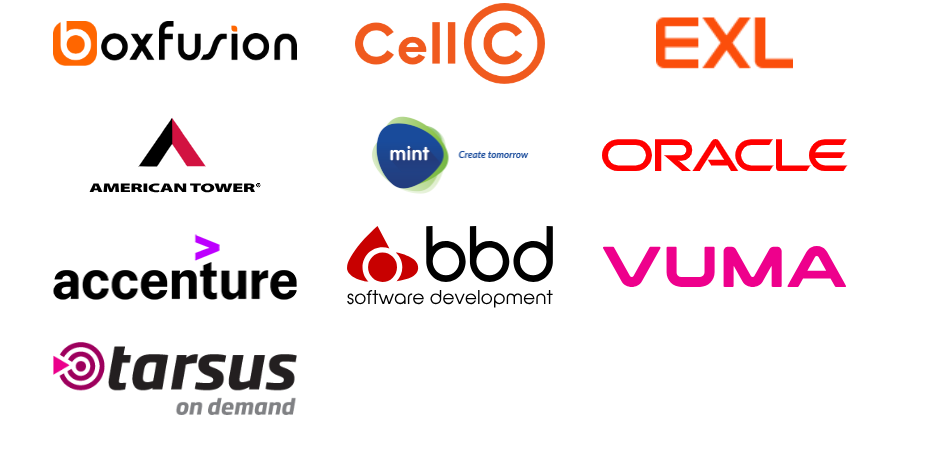 boxfusion
Cell C
EXL
AMERICAN TOWER®
mint
Create tomorrow
ORACLE
accenture
bbd
software development
VUMA
tarsus
on demand